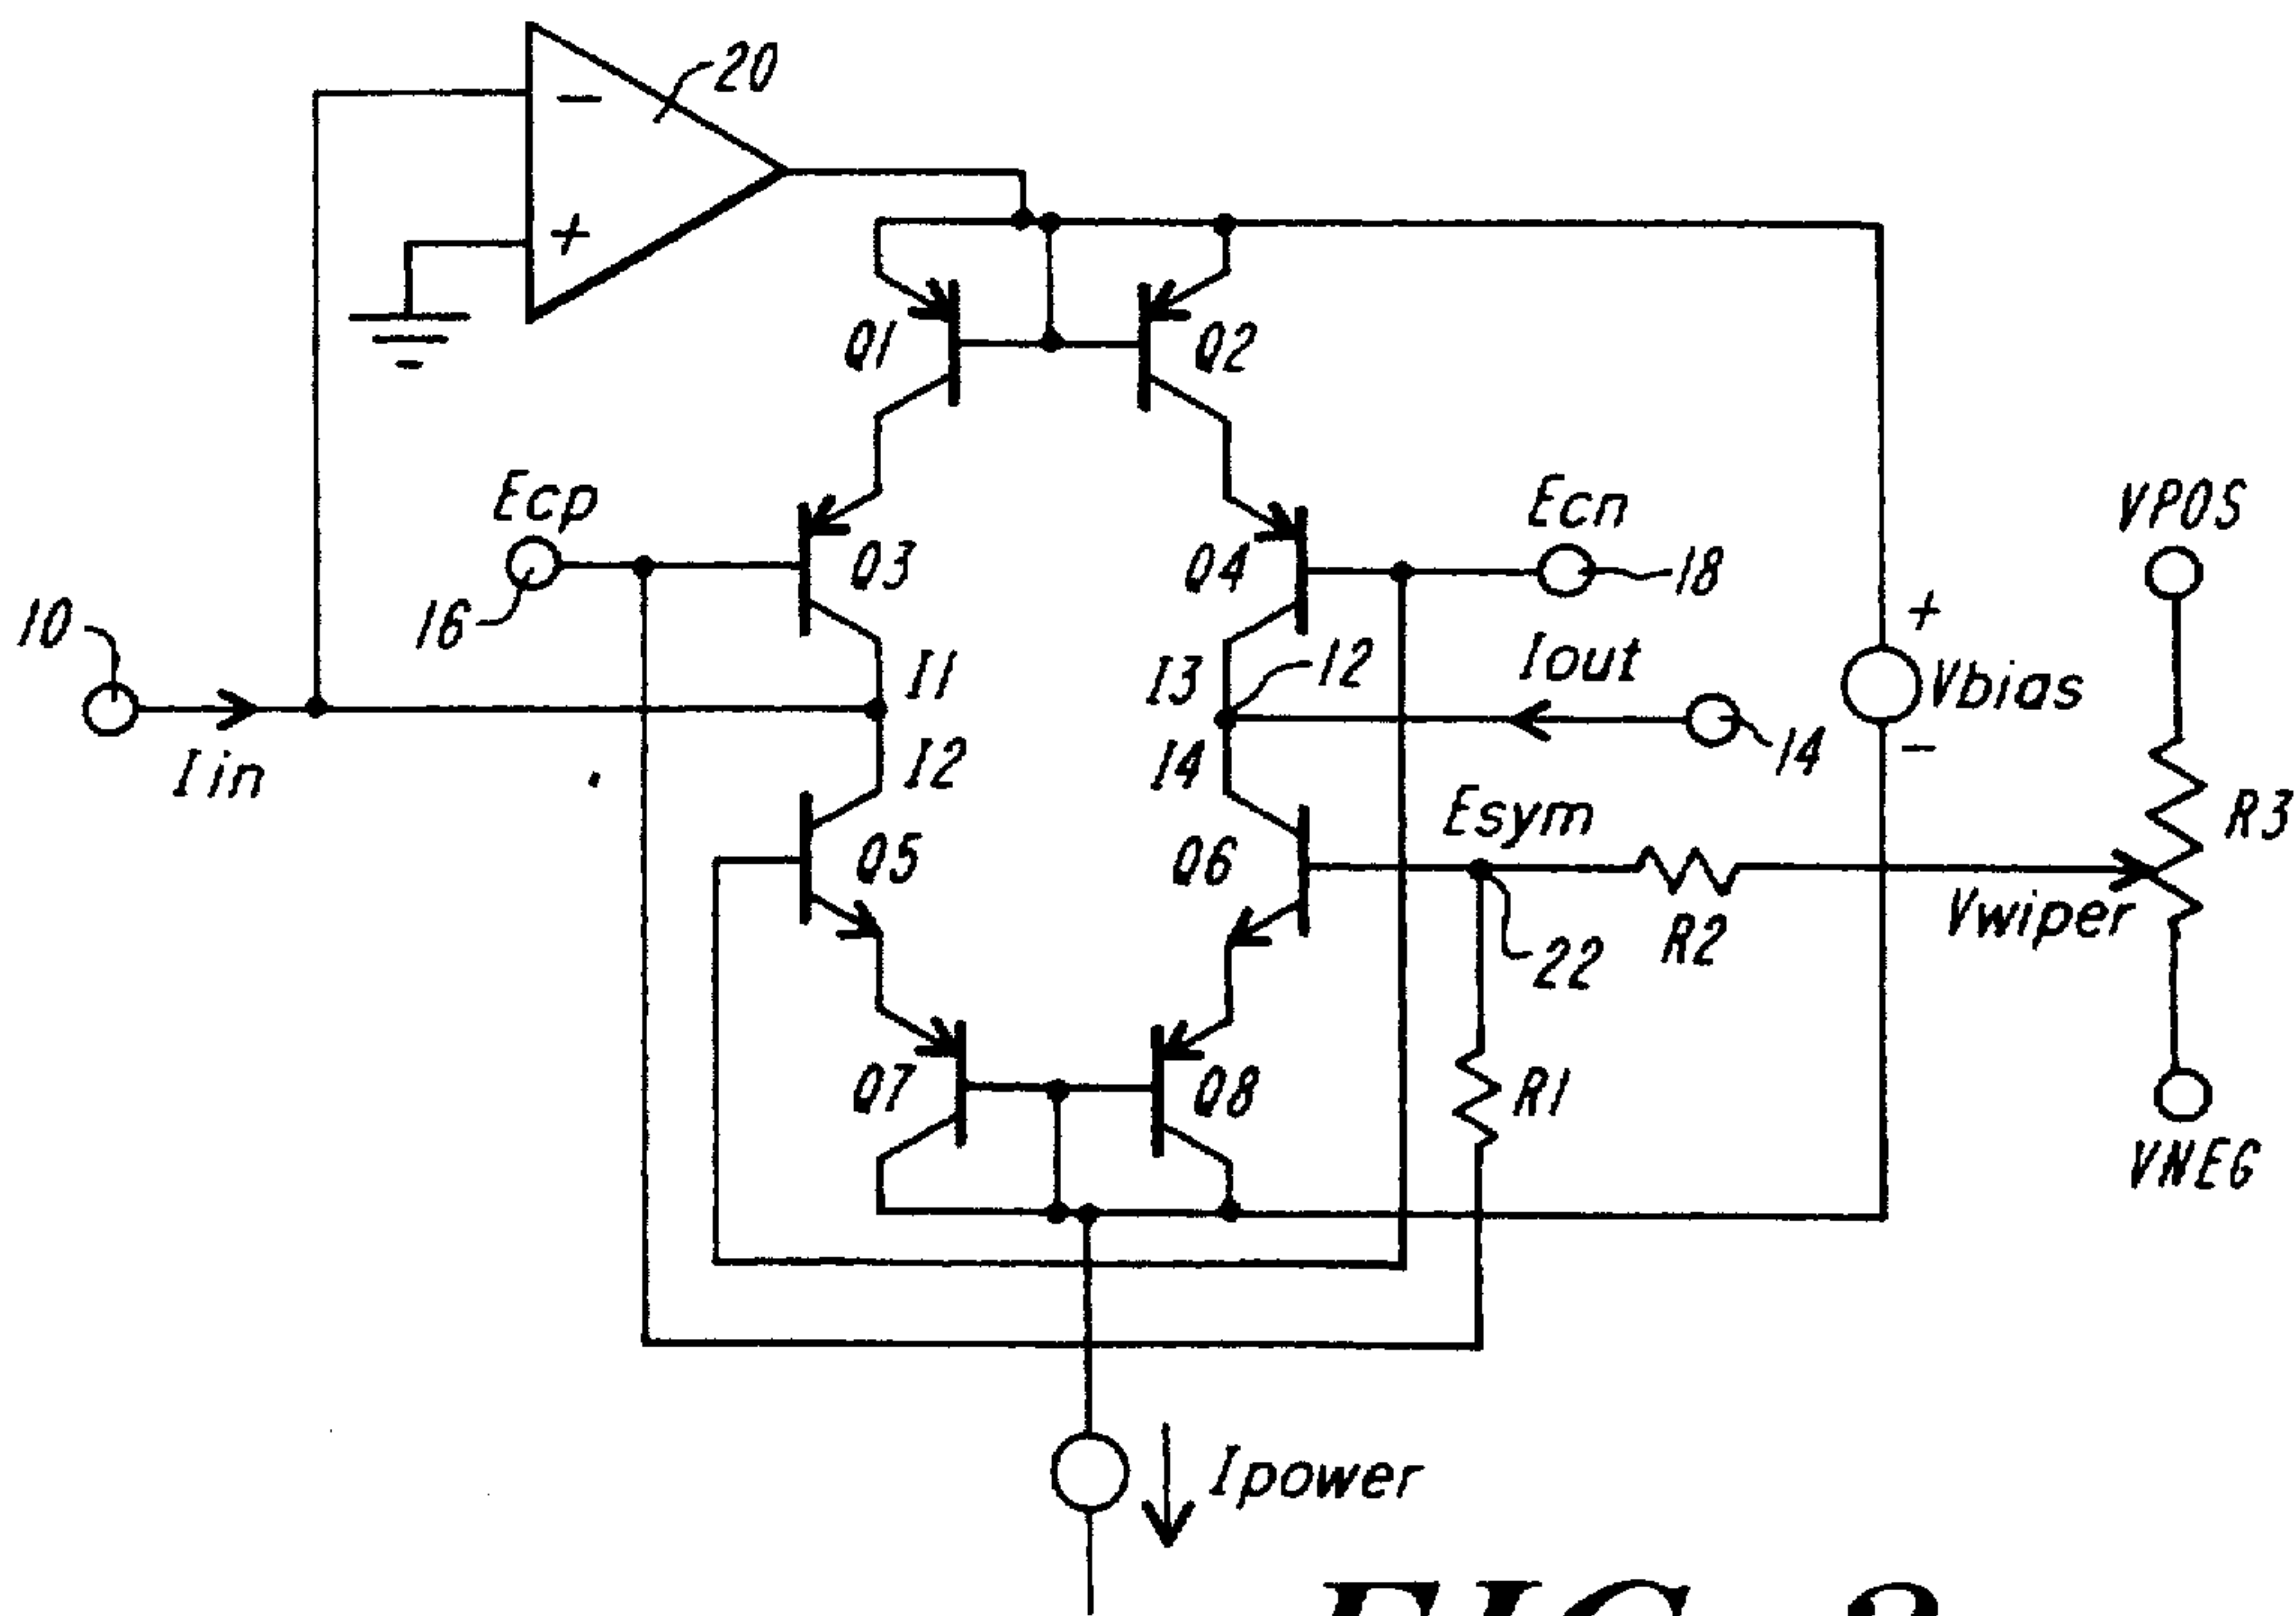 20
−
+
Q1
Q2
Ecp
Ecn
VPOS
16
Q3
Q4
18
10
I1
I3
12
Iout
+
Vbias
−
Iin
I2
I4
14
Esym
R3
Q5
Q6
R2
Vwiper
22
Q7
Q8
R1
VNEG
Ipower